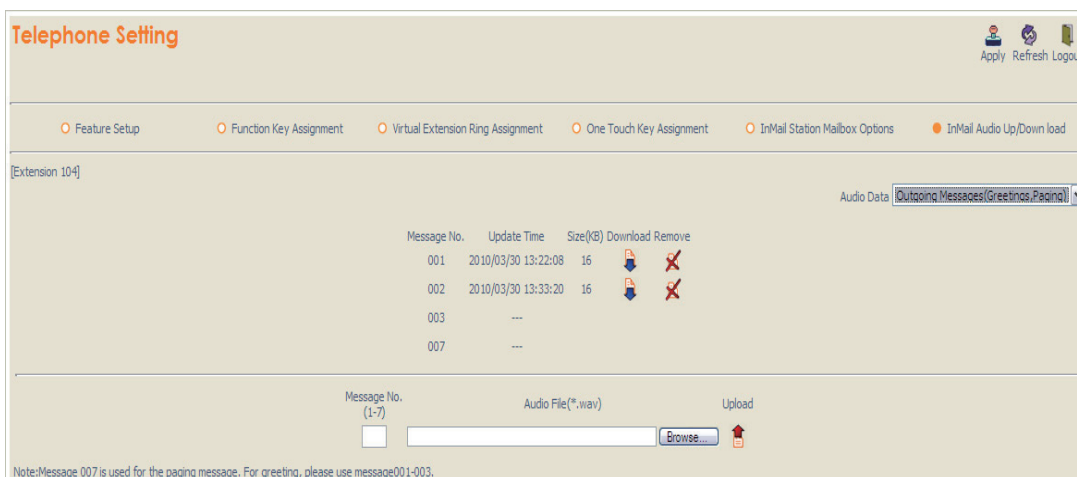 Telephone Setting
Apply Refresh Logou
Feature Setup Function Key Assignment Virtual Extension Ring Assignment One Touch Key Assignment InMail Station Mailbox Options InMail Audio Up/Down load
[Extension 104]
Audio Data Outgoing Messages(Greetings,Paging)
Message No. Update Time Size(KB) Download Remove
001 2010/03/30 13:22:08 16
002 2010/03/30 13:33:20 16
003 ---
007 ---
Message No. Audio File(*.wav) Upload
(1-7)
Browse...
Note:Message 007 is used for the paging message. For greeting, please use message001-003.